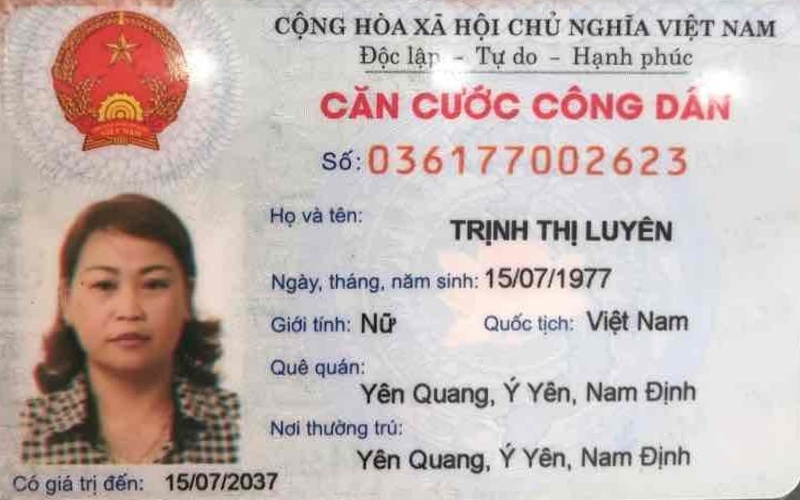 CỘNG HÒA XÃ HỘI CHỦ NGHĨA VIỆT NAM
Độc lập - Tự do - Hạnh phúc
CĂN CƯỚC CÔNG DÂN
Số: 036177002623
Họ và tên: TRỊNH THỊ LUYÊN
Ngày, tháng, năm sinh: 15/07/1977
Giới tính: Nữ Quốc tịch: Việt Nam
Quê quán:
Yên Quang, Ý Yên, Nam Định
Nơi thường trú:
Yên Quang, Ý Yên, Nam Định
Có giá trị đến: 15/07/2037